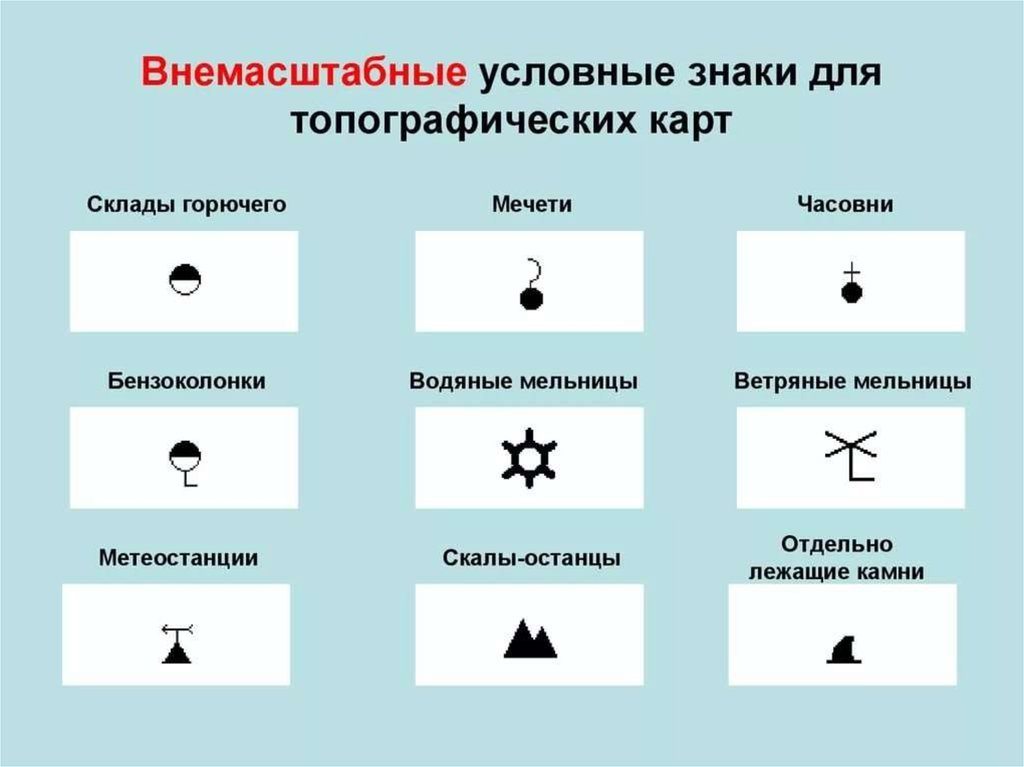 Внемасштабные условные знаки для
топографических карт
Склады горючего
Мечети
Часовни
Бензоколонки
Водяные мельницы
Ветряные мельницы
Метеостанции
Скалы-останцы
Отдельно
лежащие камни